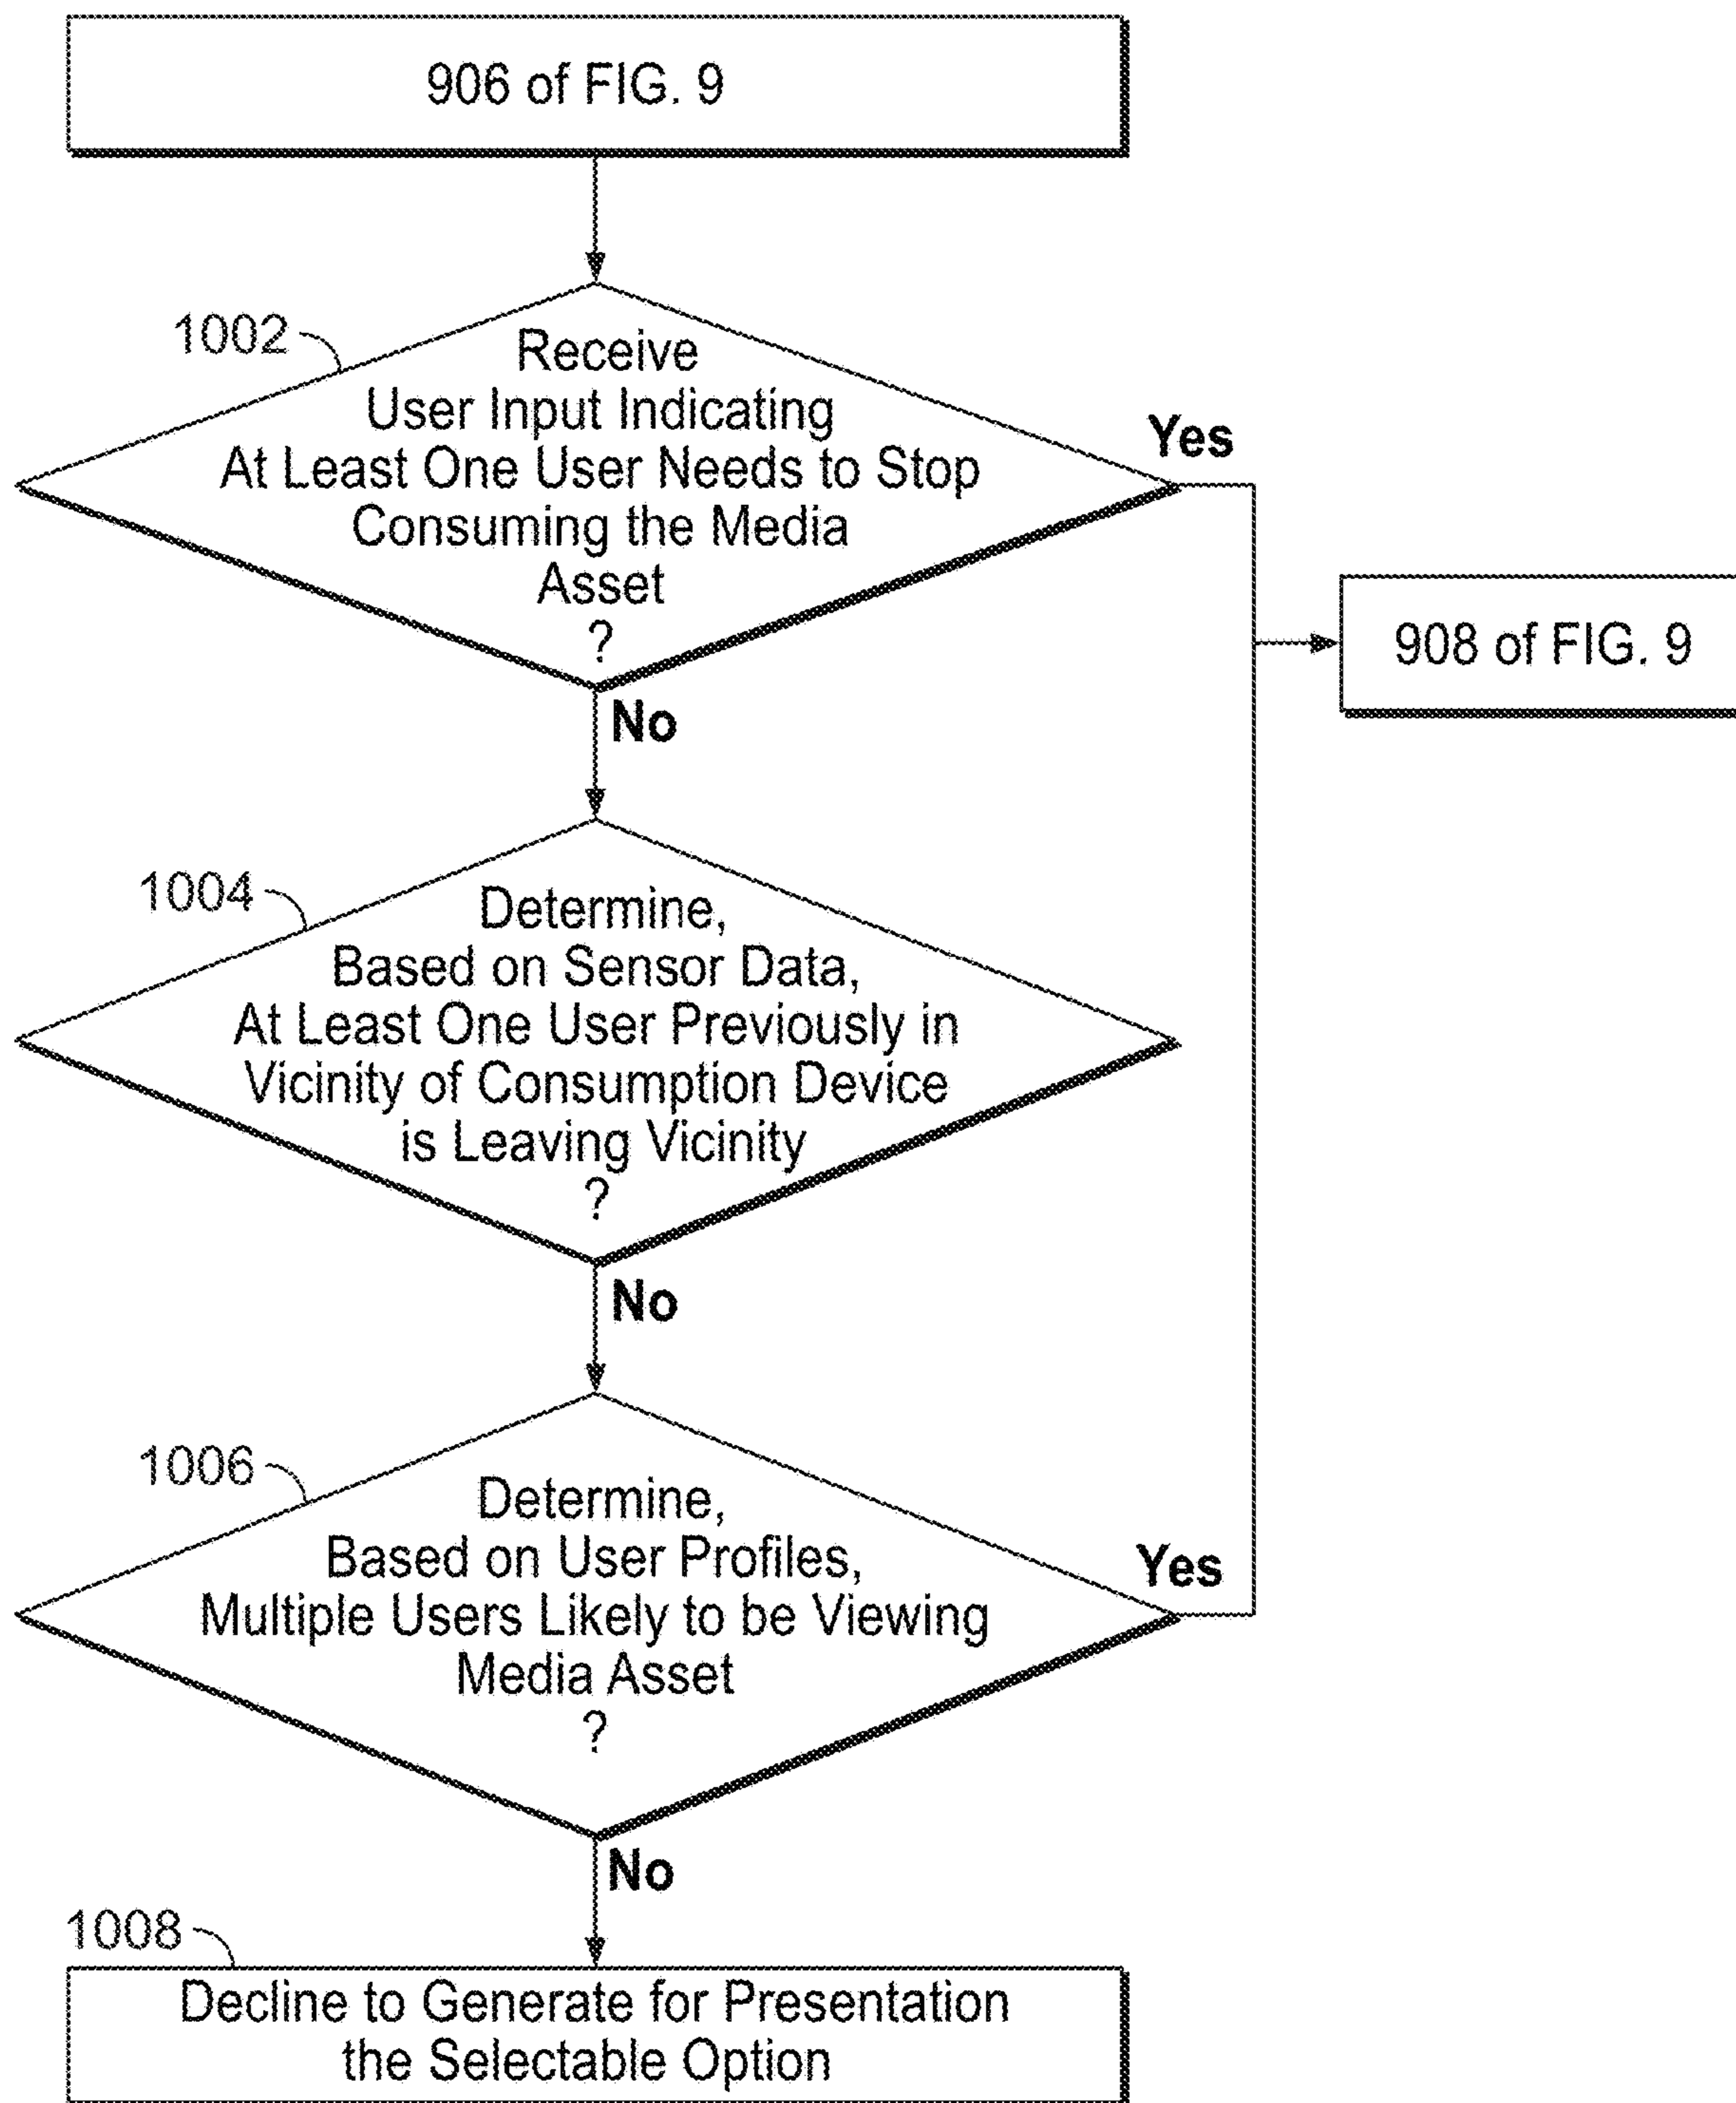 906 of FIG. 9
1002
Receive
User Input Indicating
At Least One User Needs to Stop
Consuming the Media
Asset
?
Yes
908 of FIG. 9
No
1004
Determine,
Based on Sensor Data,
At Least One User Previously in
Vicinity of Consumption Device
is Leaving Vicinity
?
No
1006
Determine,
Based on User Profiles,
Multiple Users Likely to be Viewing
Media Asset
?
Yes
No
1008
Decline to Generate for Presentation
the Selectable Option